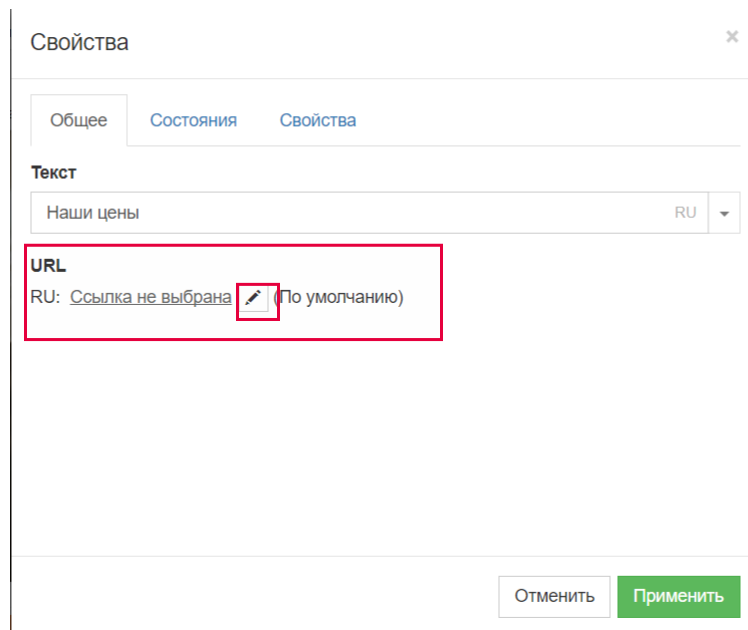 Свойства ×
Общее Состояния Свойства
Текст
Наши цены RU
URL
RU: Ссылка не выбрана (По умолчанию)
Отменить Применить